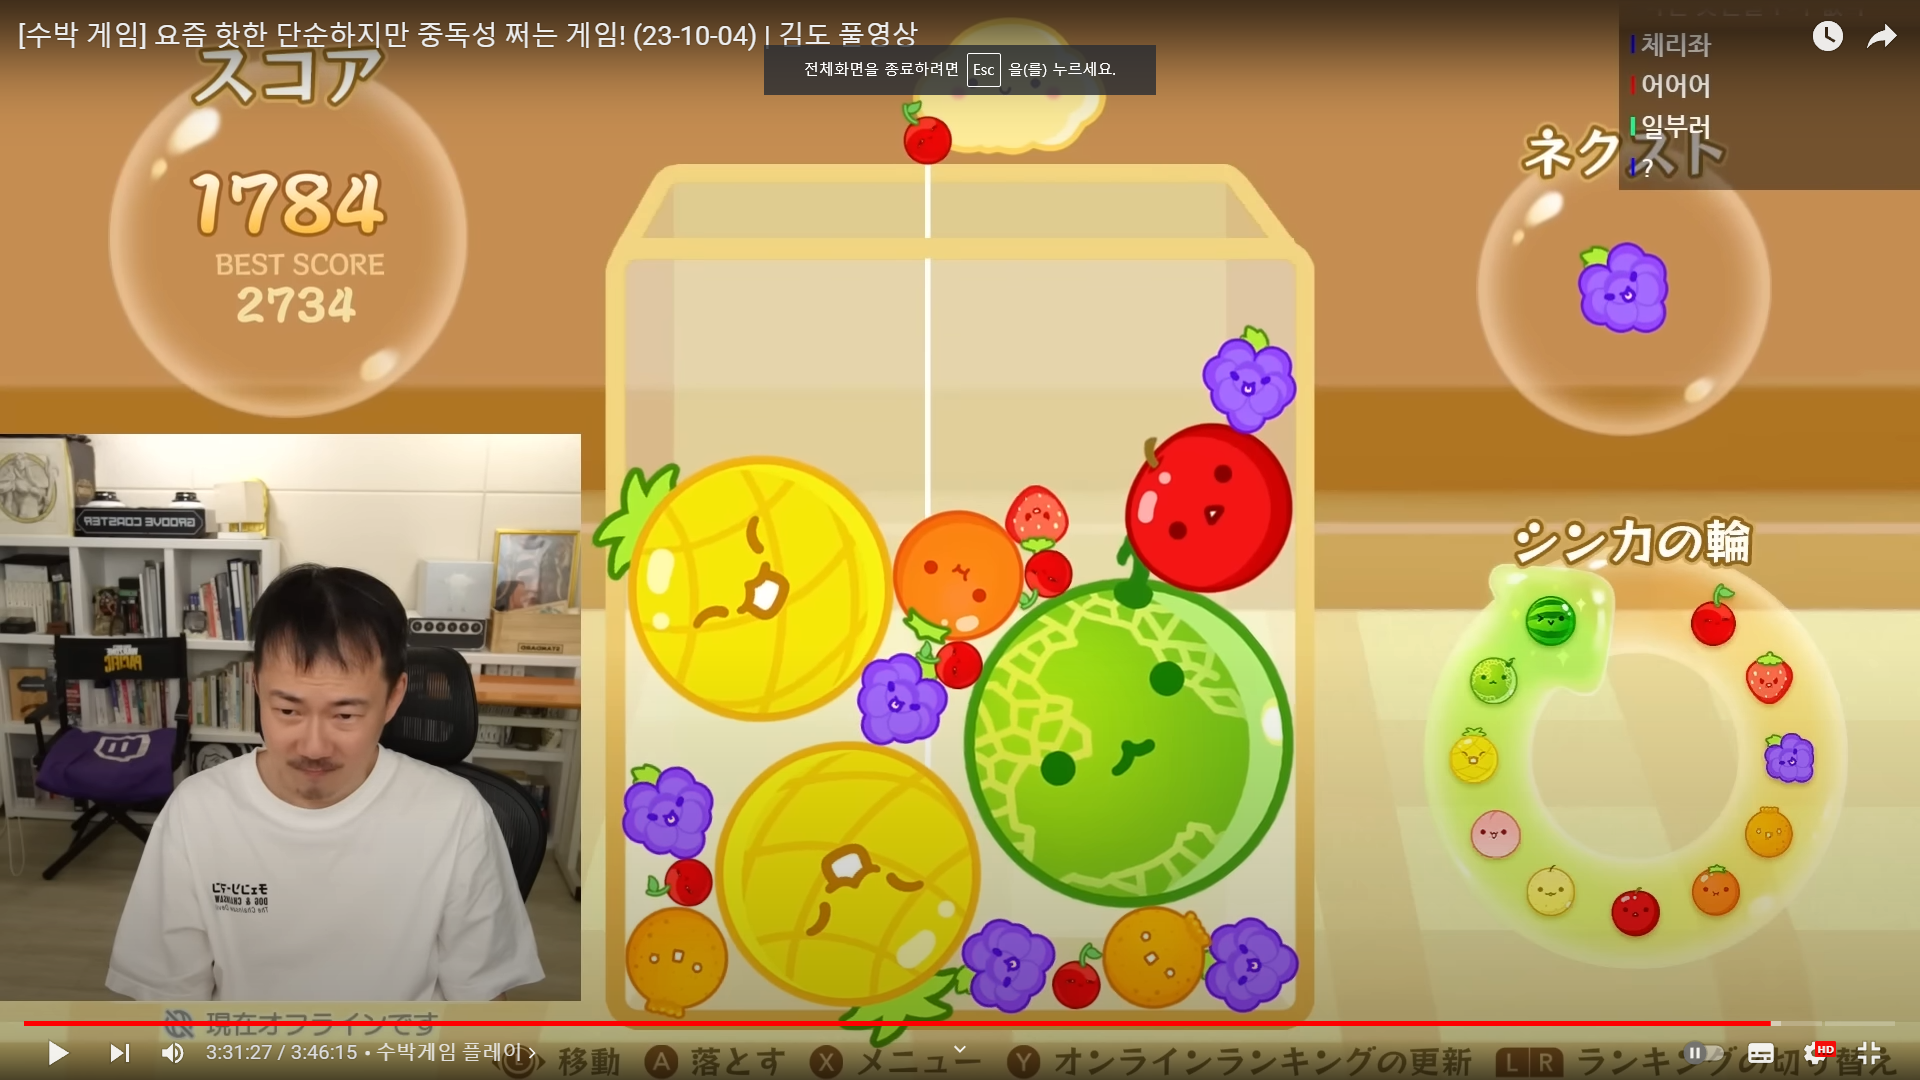 [수박 게임] 요즘 핫한 단순하지만 중독성 쩌는 게임! (23-10-04) | 김도 풀영상
전체화면을 종료하려면 Esc 을(를) 누르세요.
체리좌
어어어
일부러
?
スコア
1784
BEST SCORE
2734
ネクスト
シンカの輪
GROOVE COASTER
現在オフラインです
3:31:27 / 3:46:15 • 수박게임 플레이 >
移動 A 落とす X メニュー Y オンラインランキングの更新 L R ランキングの切り替え
HD